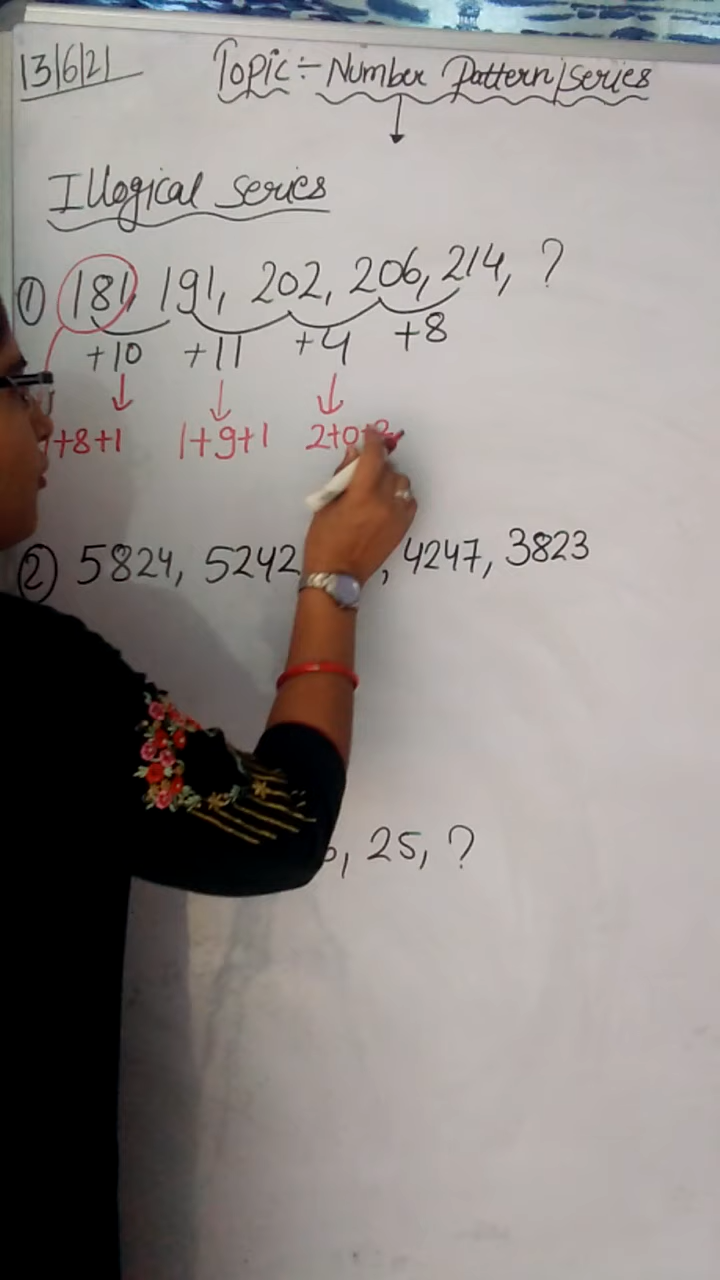 13/6/21 Topic :- Number Pattern/Series
Illogical Series
① 181, 191, 202, 206, 214, ?
+10 +11 +4 +8
+8+1 1+9+1 2+0+2
② 5824, 5242 , 4247, 3823
, 25, ?